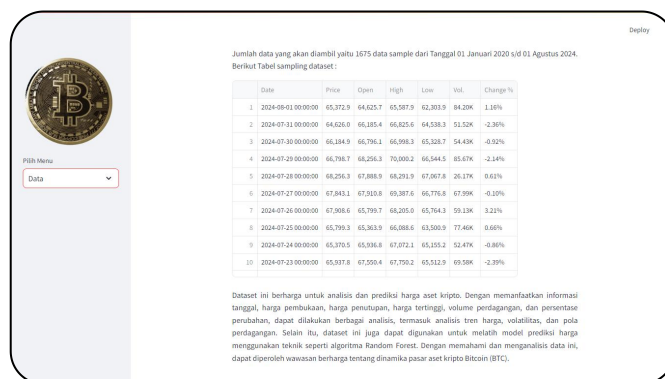 Deploy
Jumlah data yang akan diambil yaitu 1675 data sample dari Tanggal 01 Januari 2020 s/d 01 Agustus 2024.
Berikut Tabel sampling dataset :
Date Price Open High Low Vol. Change %
1 2024-08-01 00:00:00 65,372.9 64,625.7 65,587.9 62,303.9 84.20K 1.16%
2 2024-07-31 00:00:00 64,626.0 66,185.4 66,825.6 64,538.3 51.52K -2.36%
3 2024-07-30 00:00:00 66,184.9 66,796.1 66,998.3 65,328.7 54.43K -0.92%
4 2024-07-29 00:00:00 66,798.7 68,256.3 70,000.2 66,544.5 85.67K -2.14%
5 2024-07-28 00:00:00 68,256.3 67,888.9 68,291.9 67,067.8 26.17K 0.61%
6 2024-07-27 00:00:00 67,843.1 67,910.8 69,387.6 66,776.8 67.99K -0.10%
7 2024-07-26 00:00:00 67,908.6 65,799.7 68,205.0 65,764.3 59.13K 3.21%
8 2024-07-25 00:00:00 65,799.3 65,363.9 66,088.6 63,500.9 77.46K 0.66%
9 2024-07-24 00:00:00 65,370.5 65,936.8 67,072.1 65,155.2 52.47K -0.86%
10 2024-07-23 00:00:00 65,937.8 67,550.4 67,750.2 65,512.9 69.58K -2.39%
Pilih Menu
Data
Dataset ini berharga untuk analisis dan prediksi harga aset kripto. Dengan memanfaatkan informasi
tanggal, harga pembukaan, harga penutupan, harga tertinggi, volume perdagangan, dan persentase
perubahan, dapat dilakukan berbagai analisis, termasuk analisis tren harga, volatilitas, dan pola
perdagangan. Selain itu, dataset ini juga dapat digunakan untuk melatih model prediksi harga
menggunakan teknik seperti algoritma Random Forest. Dengan memahami dan menganalisis data ini,
dapat diperoleh wawasan berharga tentang dinamika pasar aset kripto Bitcoin (BTC).